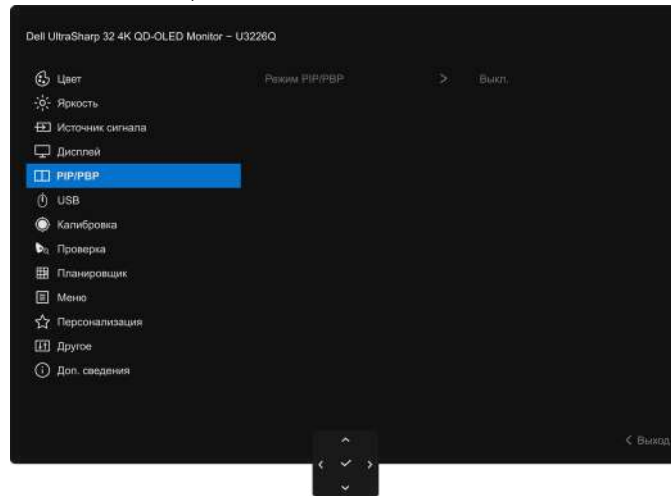 Dell UltraSharp 32 4K QD-OLED Monitor – U3226Q
Цвет
Режим PIP/PBP > Выкл.
Яркость
Источник сигнала
Дисплей
PIP/PBP
USB
Калибровка
Проверка
Планировщик
Меню
Персонализация
Другое
Доп. сведения
Выход